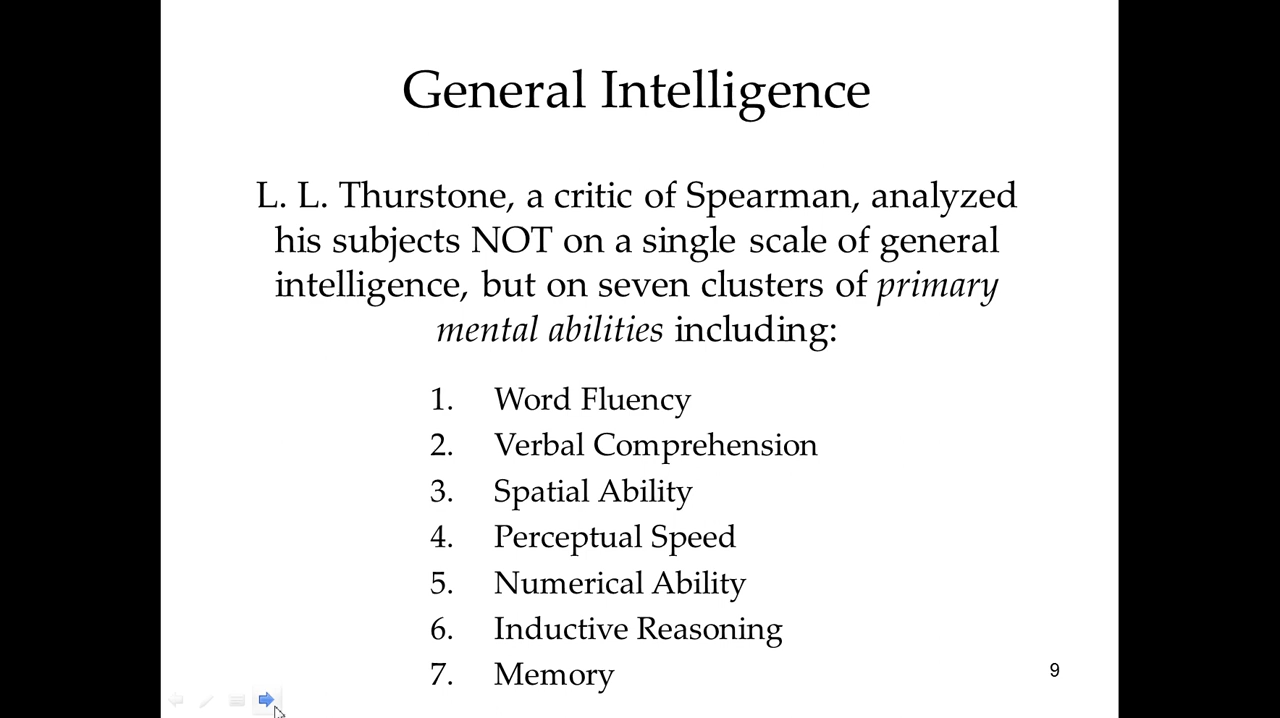 General Intelligence
L. L. Thurstone, a critic of Spearman, analyzed
his subjects NOT on a single scale of general
intelligence, but on seven clusters of primary
mental abilities including:
1. Word Fluency
2. Verbal Comprehension
3. Spatial Ability
4. Perceptual Speed
5. Numerical Ability
6. Inductive Reasoning
7. Memory
9